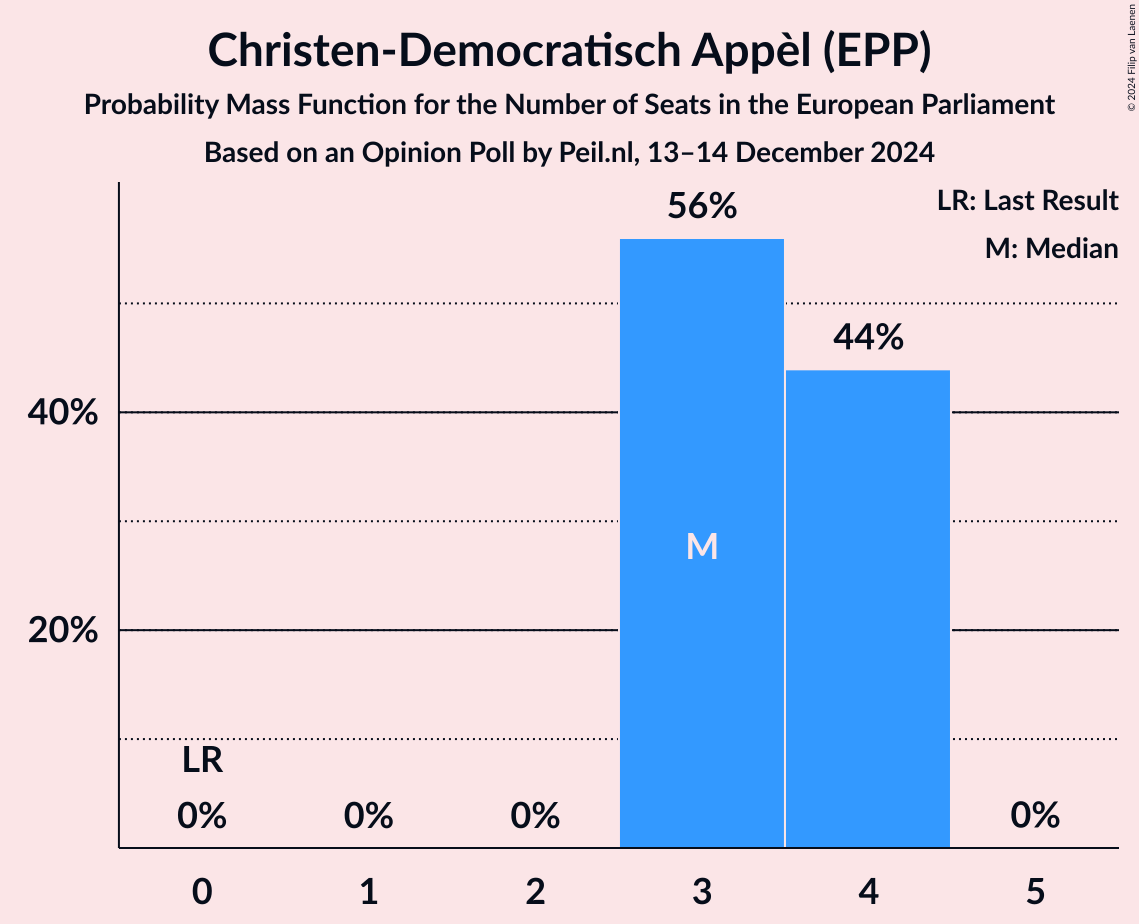 Christen-Democratisch Appèl (EPP)
Probability Mass Function for the Number of Seats in the European Parliament
Based on an Opinion Poll by Peil.nl, 13–14 December 2024
© 2024 Filip van Laenen
LR: Last Result
M: Median
56%
44%
40%
M
20%
LR
0% 0% 0% 0%
0 1 2 3 4 5